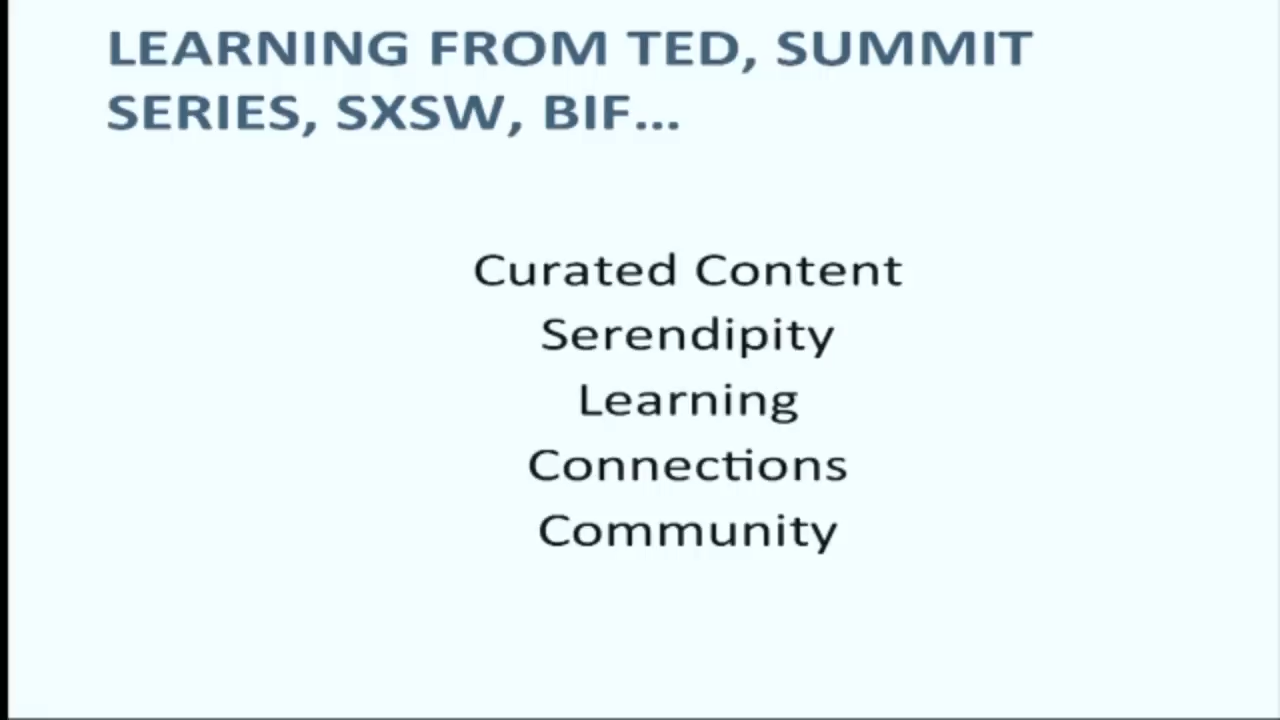 LEARNING FROM TED, SUMMIT
SERIES, SXSW, BIF...
Curated Content
Serendipity
Learning
Connections
Community